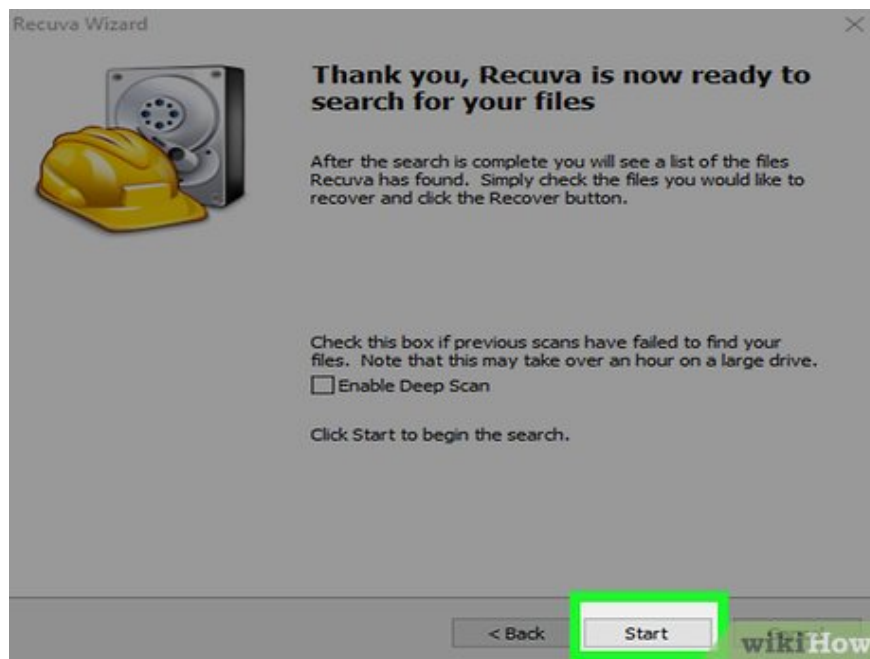 Recuva Wizard
Thank you, Recuva is now ready to
search for your files
After the search is complete you will see a list of the files
Recuva has found.  Simply check the files you would like to
recover and click the Recover button.
Check this box if previous scans have failed to find your
files.  Note that this may take over an hour on a large drive.
Enable Deep Scan
Click Start to begin the search.
< Back
Start
wikiHow